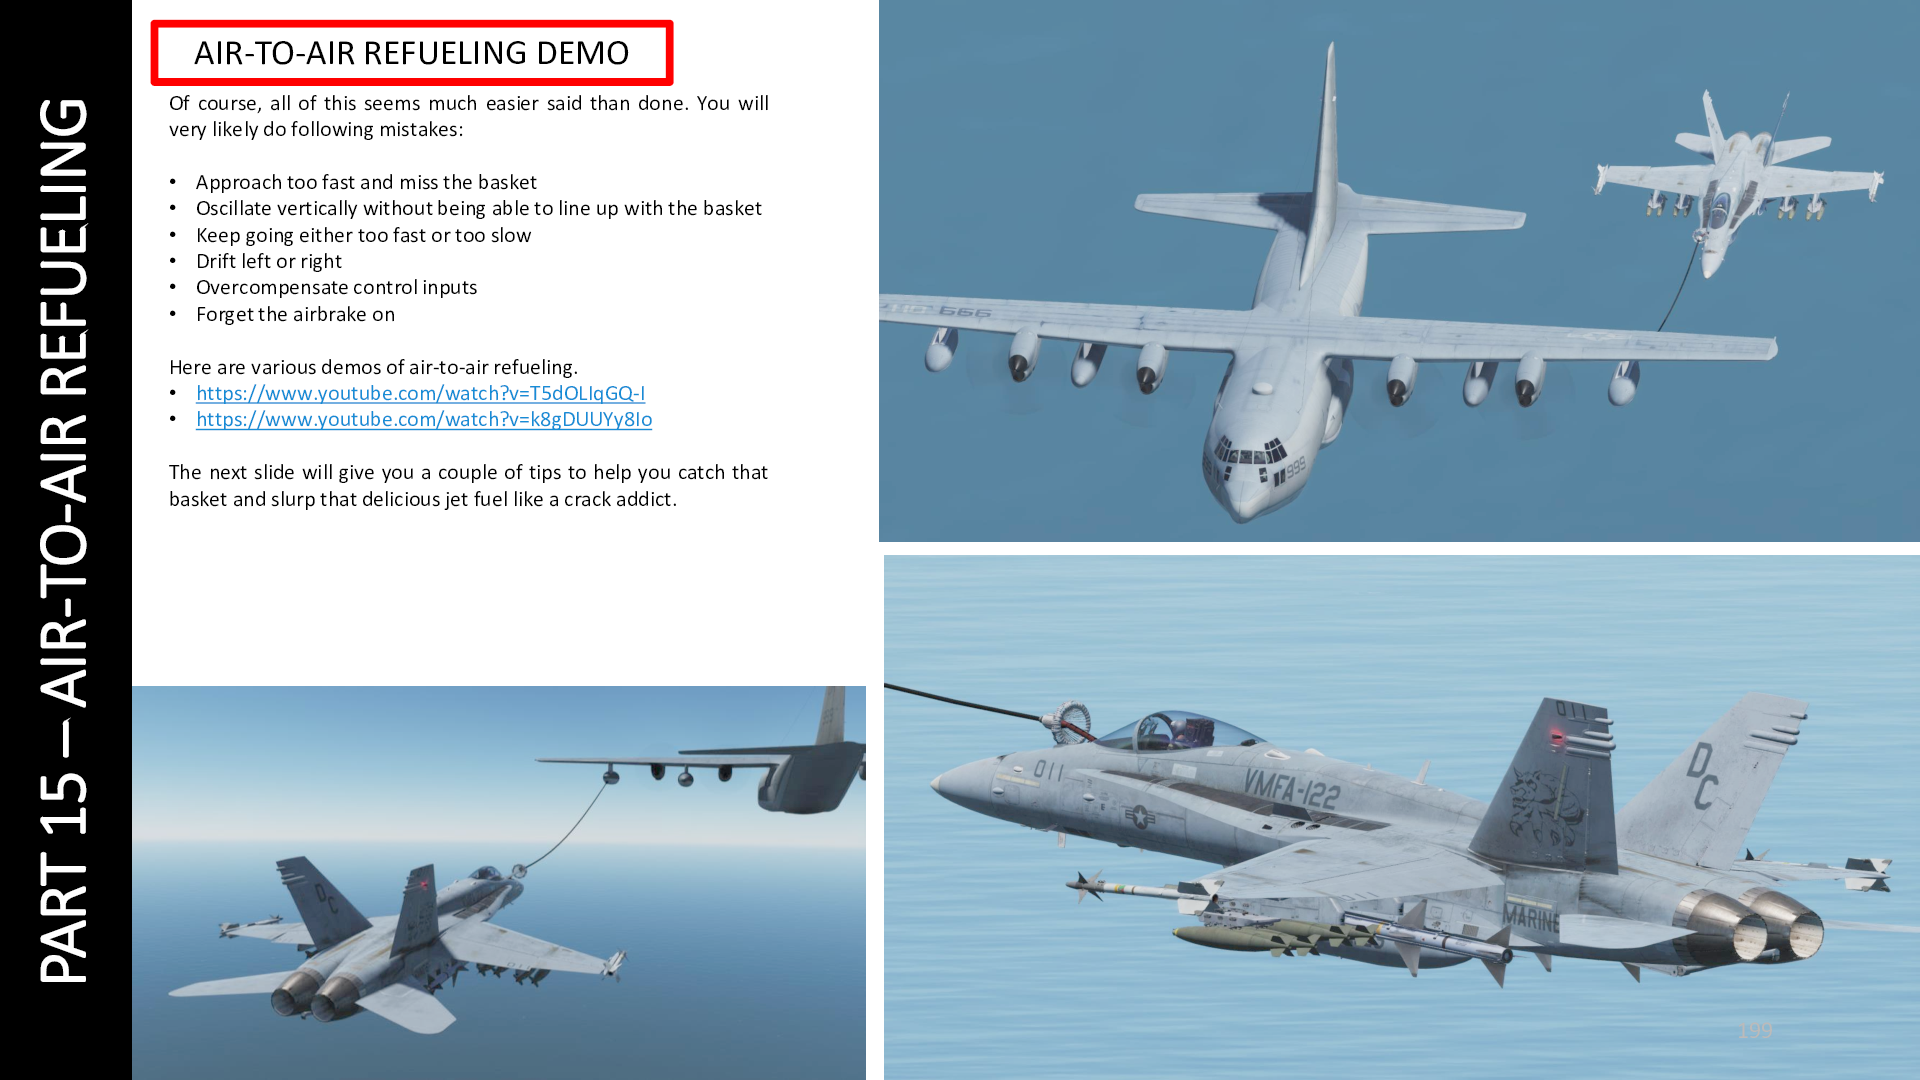 PART 15 – AIR-TO-AIR REFUELING
AIR-TO-AIR REFUELING DEMO
Of course, all of this seems much easier said than done. You will
very likely do following mistakes:
• Approach too fast and miss the basket
• Oscillate vertically without being able to line up with the basket
• Keep going either too fast or too slow
• Drift left or right
• Overcompensate control inputs
• Forget the airbrake on
Here are various demos of air-to-air refueling.
• https://www.youtube.com/watch?v=T5dOLIqGQ-I
• https://www.youtube.com/watch?v=k8gDUUYy8Io
The next slide will give you a couple of tips to help you catch that
basket and slurp that delicious jet fuel like a crack addict.
999
999
DC
011
VMFA-122
011
DC
MARINE
199